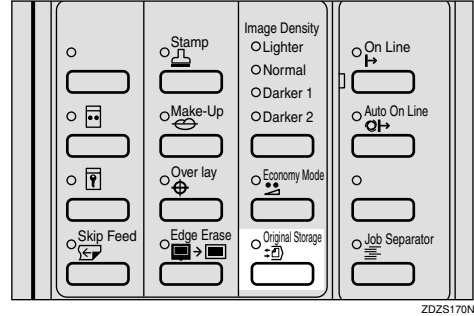 Stamp
Image Density
Lighter
Normal
Darker 1
Darker 2
On Line
Make-Up
Auto On Line
Over lay
Economy Mode
Skip Feed
Edge Erase
Original Storage
Job Separator
ZDZS170N